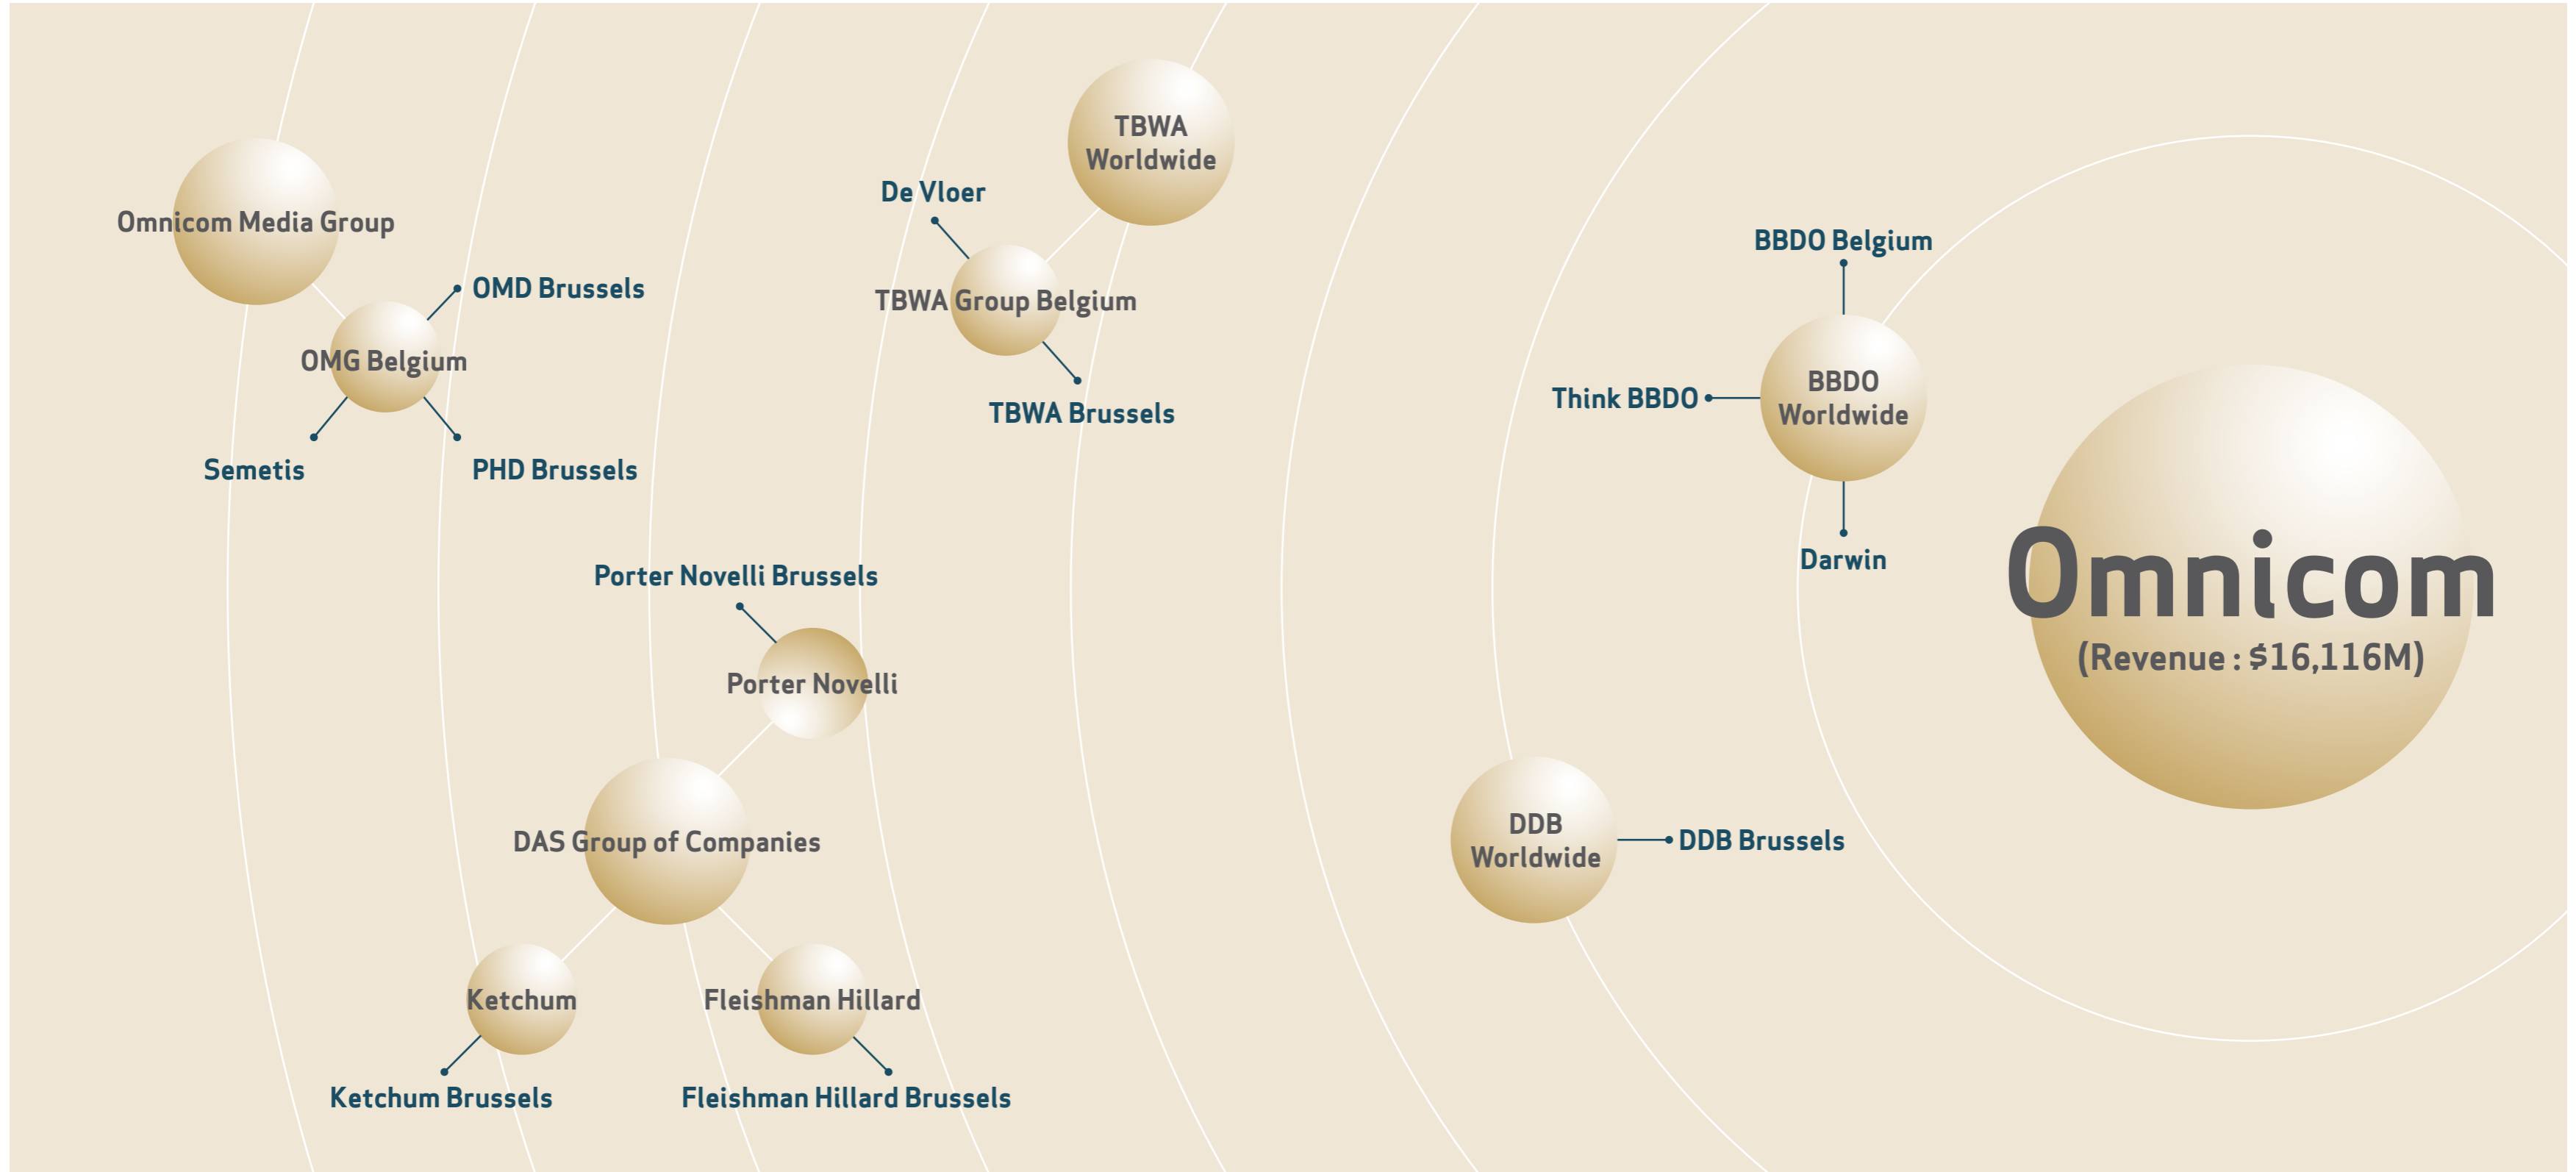 TBWA
Worldwide
De Vloer
Omnicom Media Group
BBDO Belgium
OMD Brussels
TBWA Group Belgium
OMG Belgium
BBDO
Worldwide
Think BBDO
TBWA Brussels
Semetis
PHD Brussels
Darwin
Omnicom
(Revenue : $16,116M)
Porter Novelli Brussels
Porter Novelli
DAS Group of Companies
DDB
Worldwide
DDB Brussels
Ketchum
Fleishman Hillard
Ketchum Brussels
Fleishman Hillard Brussels